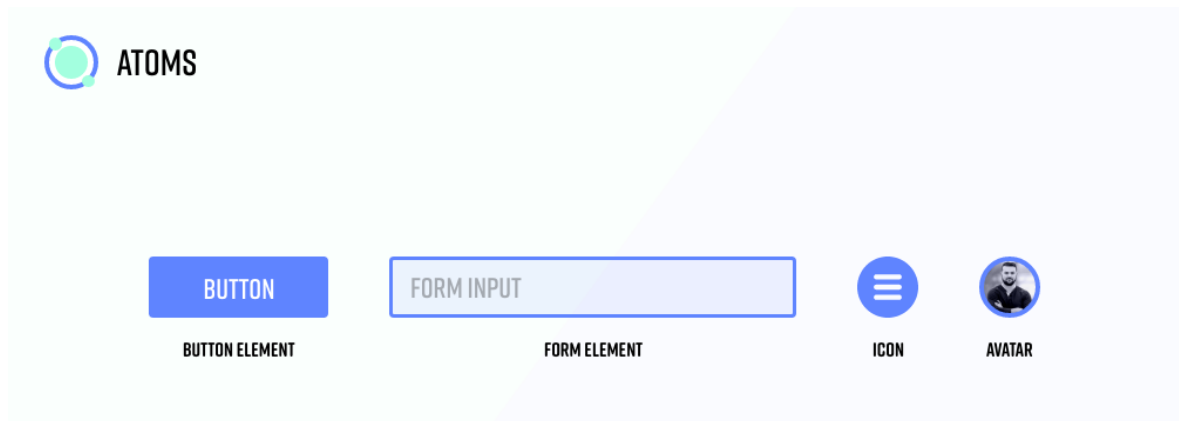 ATOMS
BUTTON
FORM INPUT
BUTTON ELEMENT
FORM ELEMENT
ICON
AVATAR